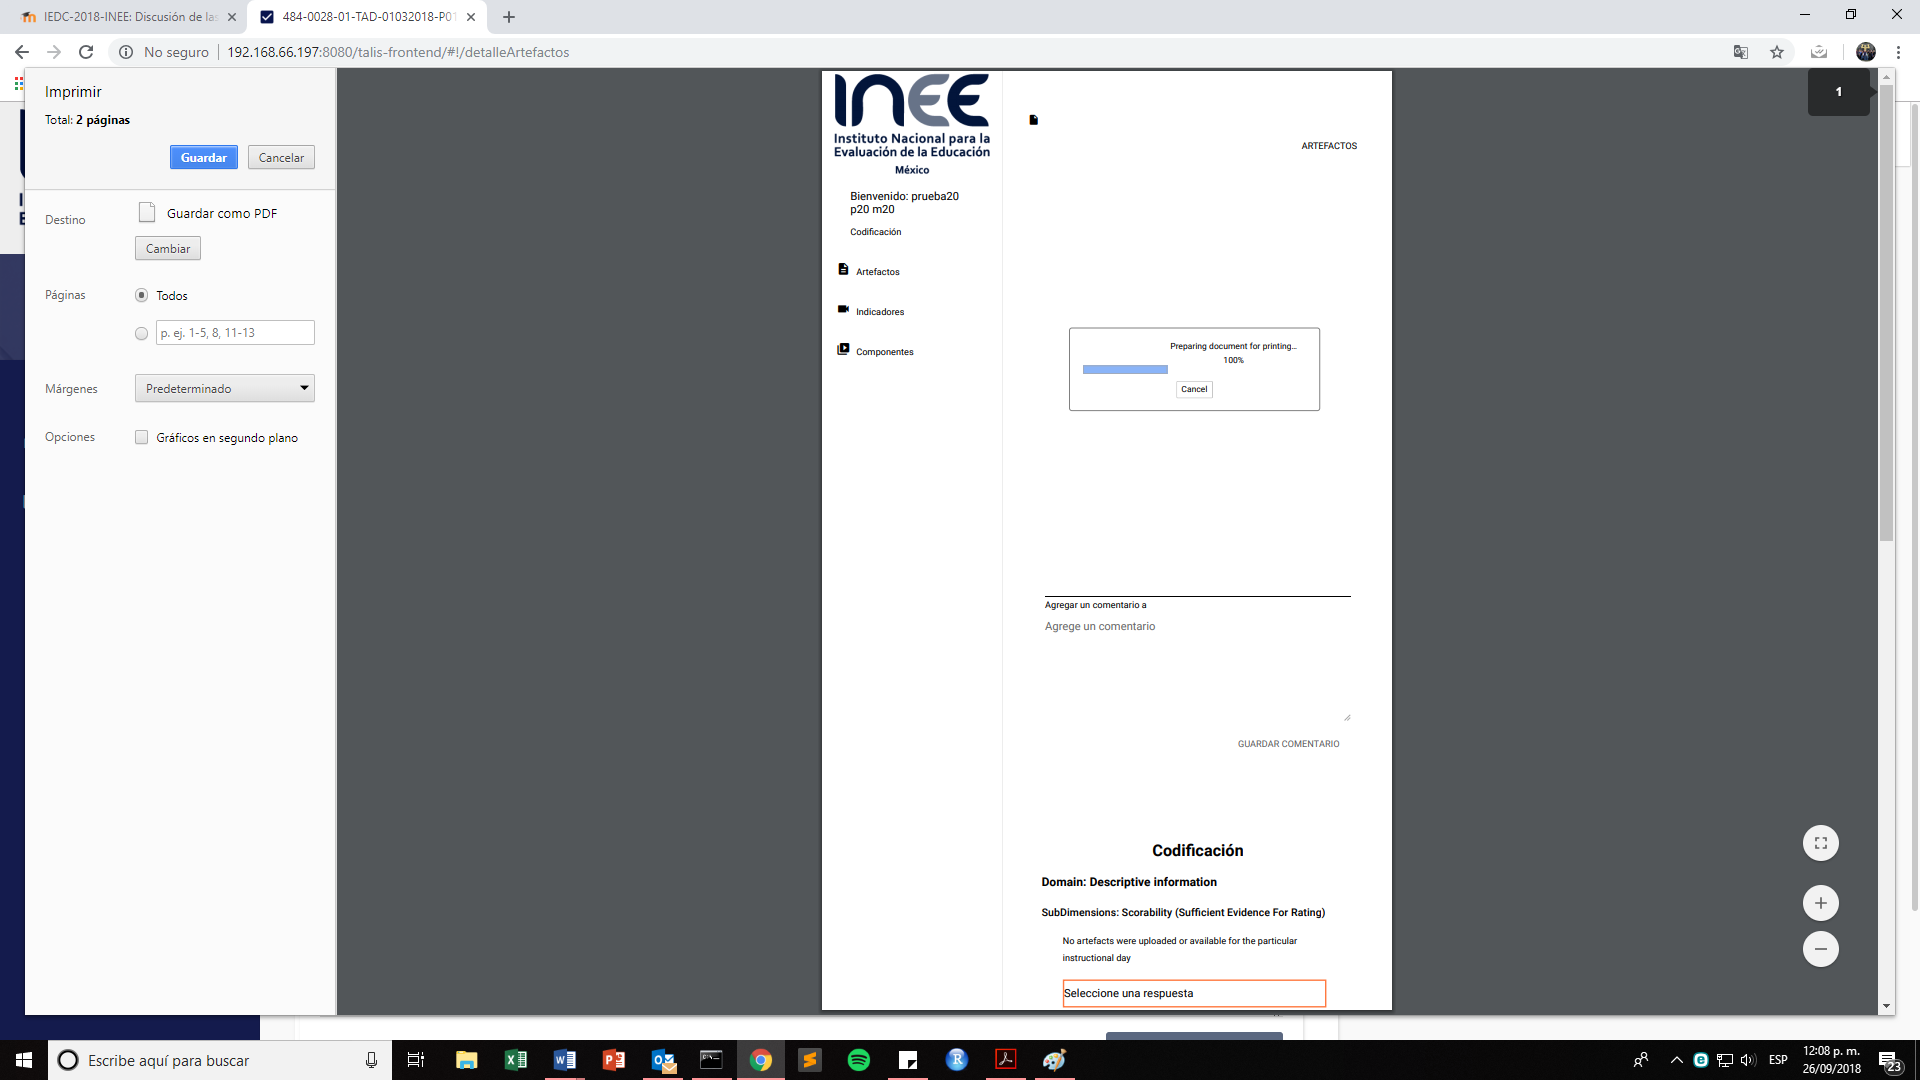 IEDC-2018-INEE: Discusión de las
484-0028-01-TAD-01032018-P01
No seguro
192.168.66.197:8080/talis-frontend/#!/detalleArtefactos
Imprimir
Total: 2 páginas
Guardar
Cancelar
Destino
Guardar como PDF
Cambiar
Páginas
Todos
p. ej. 1-5, 8, 11-13
Márgenes
Predeterminado
Opciones
Gráficos en segundo plano
1
INEE
Instituto Nacional para la
Evaluación de la Educación
México
Bienvenido: prueba20
p20 m20
Codificación
Artefactos
Indicadores
Componentes
ARTEFACTOS
Preparing document for printing...
100%
Cancel
Agregar un comentario a
Agrege un comentario
GUARDAR COMENTARIO
Codificación
Domain: Descriptive information
SubDimensions: Scorability (Sufficient Evidence For Rating)
No artefacts were uploaded or available for the particular
instructional day
Seleccione una respuesta
Escribe aquí para buscar
ESP
12:08 p. m.
26/09/2018
23